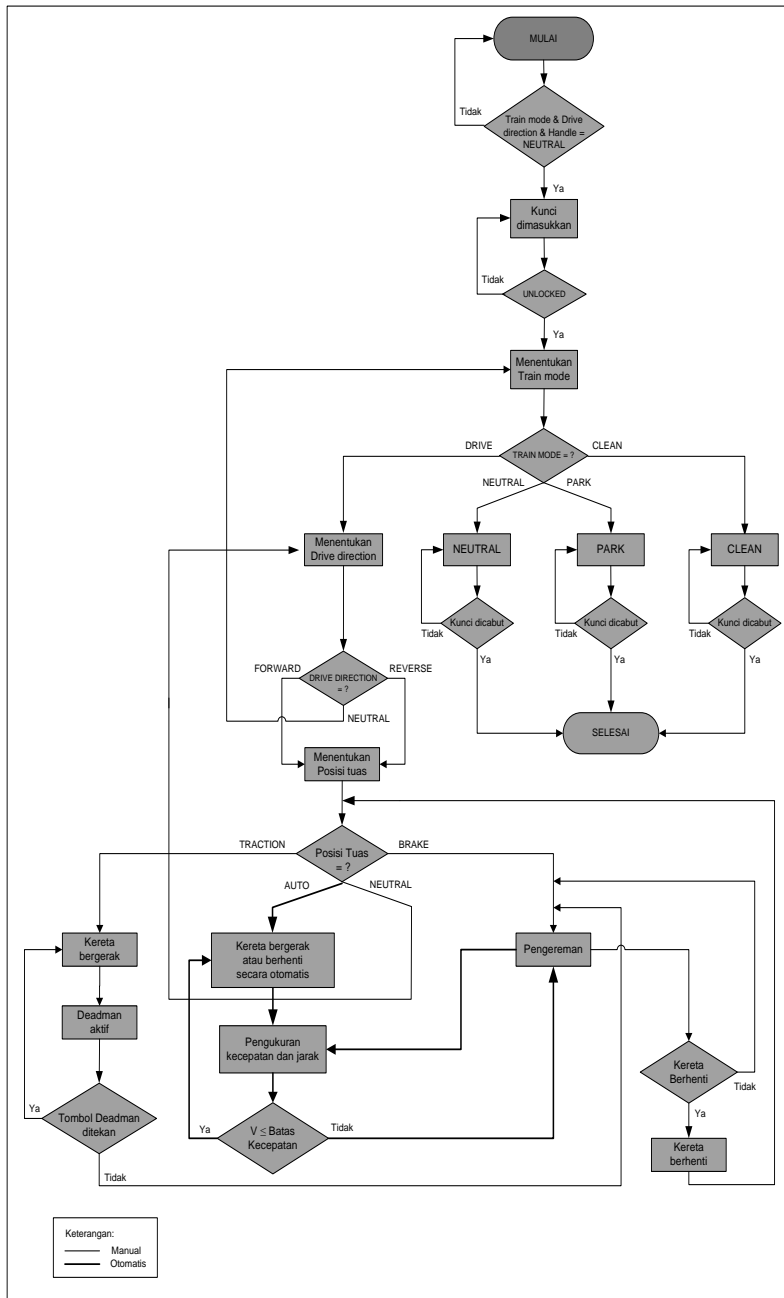 MULAI
Tidak
Train mode & Drive
direction & Handle =
NEUTRAL
Ya
Kunci
dimasukkan
Tidak
UNLOCKED
Ya
Menentukan
Train mode
DRIVE
TRAIN MODE = ?
CLEAN
NEUTRAL
PARK
Menentukan
Drive direction
NEUTRAL
PARK
CLEAN
Kunci dicabut
Kunci dicabut
Kunci dicabut
Tidak
Tidak
Tidak
Ya
Ya
Ya
FORWARD
DRIVE DIRECTION
= ?
REVERSE
NEUTRAL
SELESAI
Menentukan
Posisi tuas
TRACTION
Posisi Tuas
= ?
BRAKE
AUTO
NEUTRAL
Kereta
bergerak
Kereta bergerak
atau berhenti
secara otomatis
Pengereman
Deadman
aktif
Pengukuran
kecepatan dan jarak
Kereta
Berhenti
Tidak
Ya
Tombol Deadman
ditekan
Tidak
Ya
V ≤ Batas
Kecepatan
Tidak
Ya
Kereta
berhenti
Keterangan:
Manual
Otomatis